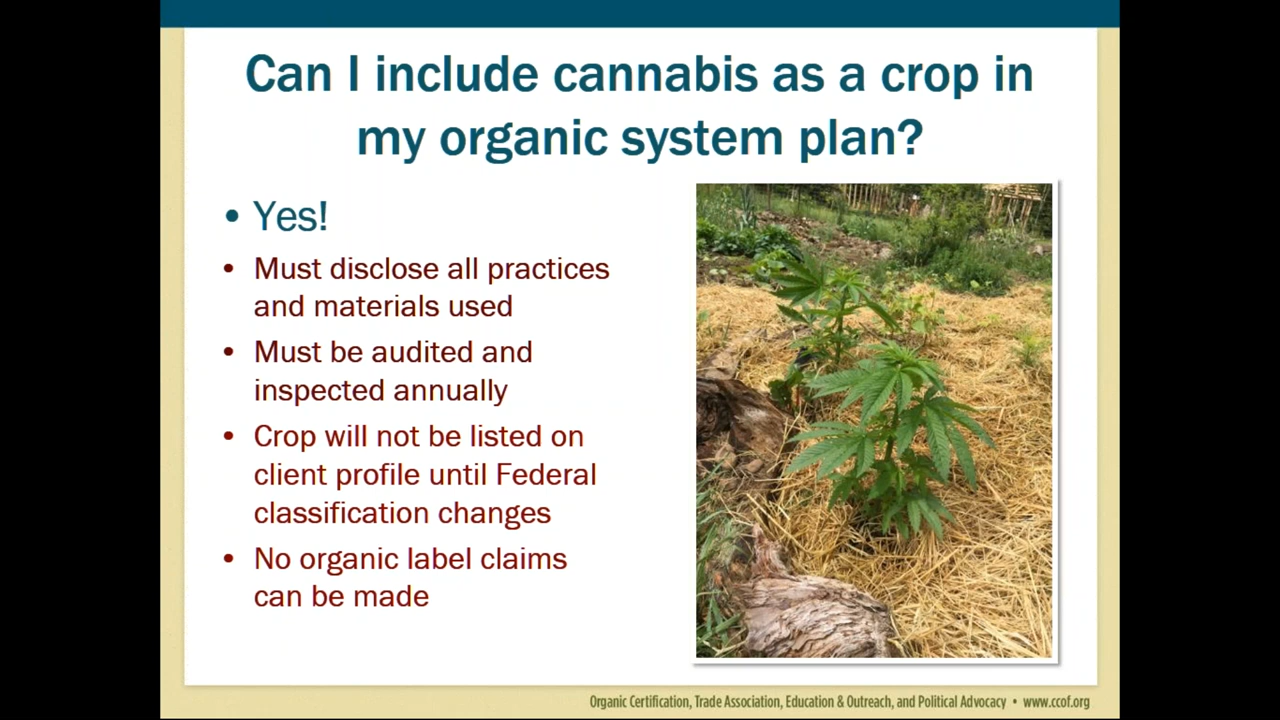 Can I include cannabis as a crop in
my organic system plan?
• Yes!
• Must disclose all practices
and materials used
• Must be audited and
inspected annually
• Crop will not be listed on
client profile until Federal
classification changes
• No organic label claims
can be made
Organic Certification, Trade Association, Education & Outreach, and Political Advocacy • www.ccof.org